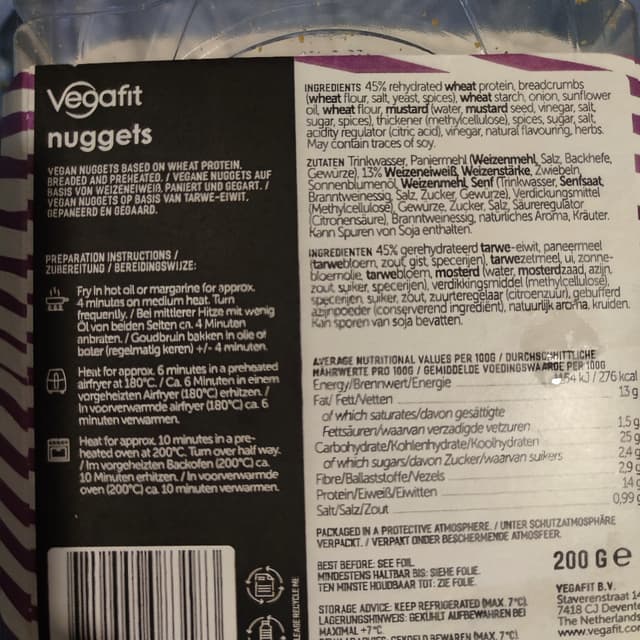 Vegafit
nuggets
VEGAN NUGGETS BASED ON WHEAT PROTEIN,
BREADED AND PREHEATED. / VEGANE NUGGETS AUF
BASIS VON WEIZENEIWEIß, PANIERT UND GEGART. /
VEGAN NUGGETS OP BASIS VAN TARWE-EIWIT,
GEPANEERD EN GEGAARD.
PREPARATION INSTRUCTIONS /
ZUBEREITUNG / BEREIDINGSWIJZE:
Fry in hot oil or margarine for approx.
4 minutes on medium heat. Turn
frequently. / Bei mittlerer Hitze mit wenig
Öl von beiden Seiten ca. 4 Minuten
anbraten. / Goudbruin bakken in olie of
boter (regelmatig keren) +/- 4 minuten.
Heat for approx. 6 minutes in a preheated
airfryer at 180°C. / Ca. 6 Minuten in einem
vorgeheizten Airfryer (180°C) erhitzen. /
In voorverwarmde airfryer (180°C) ca. 6
minuten verwarmen.
Heat for approx. 10 minutes in a pre-
heated oven at 200°C. Turn over half way.
/ Im vorgeheizten Backofen (200°C) ca.
10 Minuten erhitzen. / In voorverwarmde
oven (200°C) ca. 10 minuten verwarmen.
INGREDIENTS 45% rehydrated wheat protein, breadcrumbs
(wheat flour, salt, yeast, spices), wheat starch, onion, sunflower
oil, wheat flour, mustard (water, mustard seed, vinegar, salt,
sugar, spices), thickener (methylcellulose), spices, sugar, salt,
acidity regulator (citric acid), vinegar, natural flavouring, herbs.
May contain traces of soy.
ZUTATEN Trinkwasser, Paniermehl (Weizenmehl, Salz, Backhefe,
Gewürze), 13% Weizeneiweiß, Weizenstärke, Zwiebeln,
Sonnenblumenöl, Weizenmehl, Senf (Trinkwasser, Senfsaat,
Branntweinessig, Salz, Zucker, Gewürze), Verdickungsmittel
(Methylcellulose), Gewürze, Zucker, Salz, Säureregulator
(Citronensäure), Branntweinessig, natürliches Aroma, Kräuter.
Kann Spuren von Soja enthalten.
INGREDIENTEN 45% gerehydrateerd tarwe-eiwit, paneermeel
(tarwebloem, zout, gist, specerijen), tarwezetmeel, ui, zonne-
bloemolie, tarwebloem, mosterd (water, mosterdzaad, azijn,
zout, suiker, specerijen), verdikkingsmiddel (methylcellulose),
specerijen, suiker, zout, zuurteregelaar (citroenzuur), gebufferd
azijnpoeder (conserverend ingrediënt), natuurlijk aroma, kruiden.
Kan sporen van soja bevatten.
AVERAGE NUTRITIONAL VALUES PER 100G / DURCHSCHNITTLICHE
NÄHRWERTE PRO 100G / GEMIDDELDE VOEDINGSWAARDE PER 100G
Energy/Brennwert/Energie kJ / 276 kcal
Fat/ Fett/Vetten 13 g
of which saturates/davon gesättigte
Fettsäuren/waarvan verzadigde vetzuren 1,5 g
Carbohydrate/Kohlenhydrate/Koolhydraten 25 g
of which sugars/davon Zucker/waarvan suikers 2,4 g
Fibre/Ballaststoffe/Vezels 2,9 g
Protein/Eiweiß/Eiwitten 14 g
Salt/Salz/Zout 0,99 g
PACKAGED IN A PROTECTIVE ATMOSPHERE. / UNTER SCHUTZATMOSPHÄRE
VERPACKT. / VERPAKT ONDER BESCHERMENDE ATMOSFEER.
BEST BEFORE: SEE FOIL.
MINDESTENS HALTBAR BIS: SIEHE FOLIE.
TEN MINSTE HOUDBAAR TOT: ZIE FOLIE.
200 G e
STORAGE ADVICE: KEEP REFRIGERATED (MAX. 7°C).
LAGERUNGSHINWEIS: GEKÜHLT AUFBEWAHREN BEI
MAXIMAL +7°C.
GEKOELD BEWAREN (MAX. 7°C
VEGAFIT B.V.
Staverenstraat 14
7418 CJ Devente
The Netherlands
www.vegafit.co